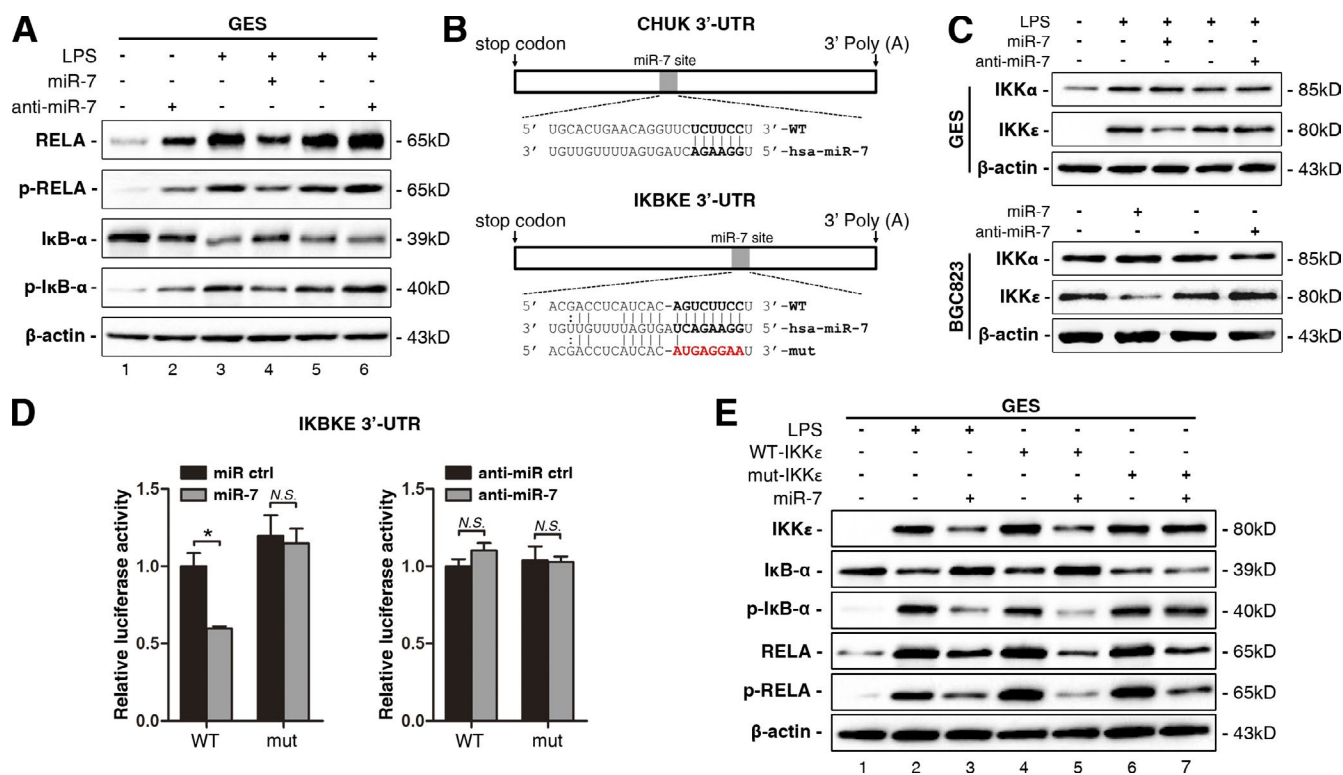 A
GES
LPS - - + + + +
miR-7 - - - + - -
anti-miR-7 - + - - - +
RELA - - 65kD
p-RELA - - 65kD
IκB-α - - 39kD
p-IκB-α - - 40kD
β-actin - - 43kD
1 2 3 4 5 6
B
CHUK 3’-UTR
stop codon 3’ Poly (A)
miR-7 site
5’ UGCACUGAACAGGUUCUCUUCCU 3’-WT
3’ UGUUGUUUUAGUGAUCAGAAGGU 5’-hsa-miR-7
IKBKE 3’-UTR
stop codon 3’ Poly (A)
miR-7 site
5’ ACGACCUCAUCAC-AGUCUUCCU 3’-WT
3’ UGUUGUUUUAGUGAUCAGAAGGU 5’-hsa-miR-7
5’ ACGACCUCAUCAC-AUGAGGAAU 3’-mut
C
LPS - + + + +
miR-7 - - + - -
anti-miR-7 - - - - +
GES
IKKα - - 85kD
IKKε - - 80kD
β-actin - - 43kD
miR-7 - + - - -
anti-miR-7 - - - - +
BGC823
IKKα - - 85kD
IKKε - - 80kD
β-actin - - 43kD
D
IKBKE 3’-UTR
Relative luciferase activity
miR ctrl
miR-7
1.5
1.0
0.5
0.0
*
N.S.
WT mut
Relative luciferase activity
anti-miR ctrl
anti-miR-7
1.5
1.0
0.5
0.0
N.S. N.S.
WT mut
E
GES
LPS - + + - - - -
WT-IKKε - - - + + - -
mut-IKKε - - - - - + +
miR-7 - - + - + - +
IKKε - - 80kD
IκB-α - - 39kD
p-IκB-α - - 40kD
RELA - - 65kD
p-RELA - - 65kD
β-actin - - 43kD
1 2 3 4 5 6 7